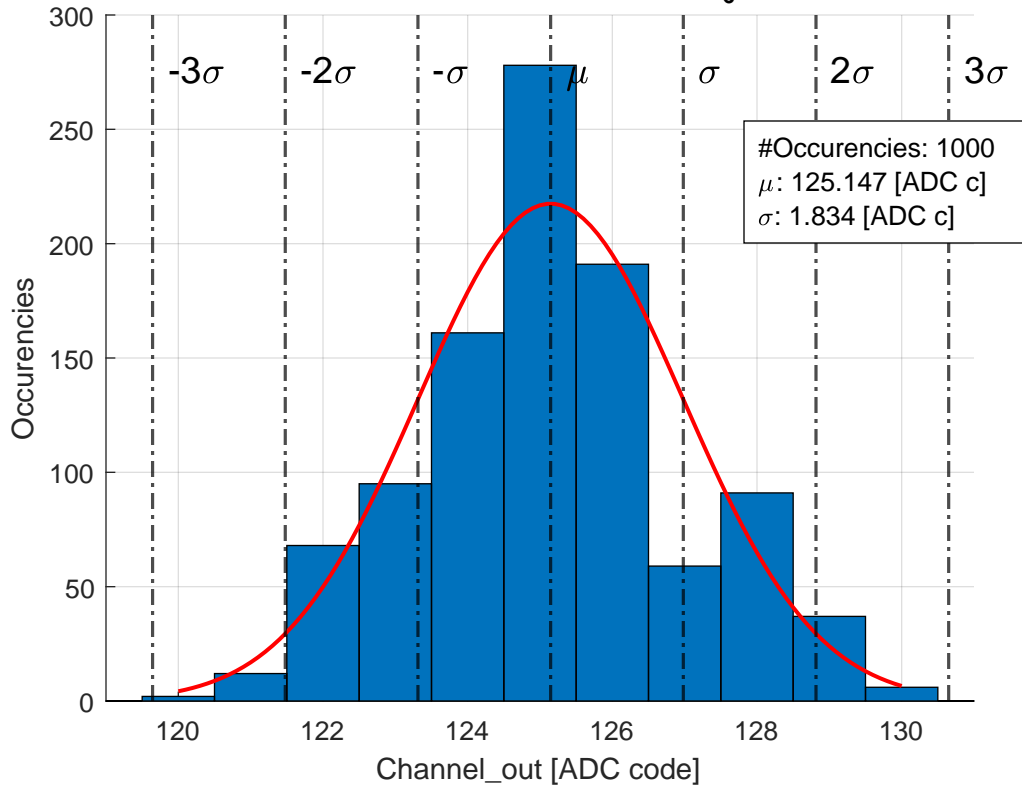 300
-3σ -2σ -σ μ σ 2σ 3σ
250
#Occurencies: 1000
μ: 125.147 [ADC c]
σ: 1.834 [ADC c]
200
Occurencies
150
100
50
0
120 122 124 126 128 130
Channel_out [ADC code]